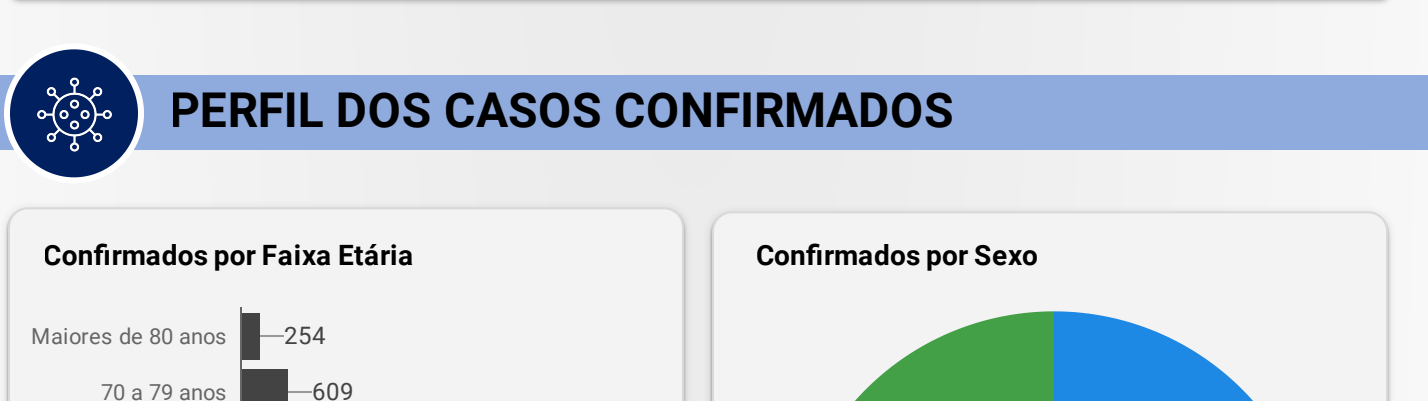 PERFIL DOS CASOS CONFIRMADOS
Confirmados por Faixa Etária
Maiores de 80 anos 254
70 a 79 anos 609
Confirmados por Sexo